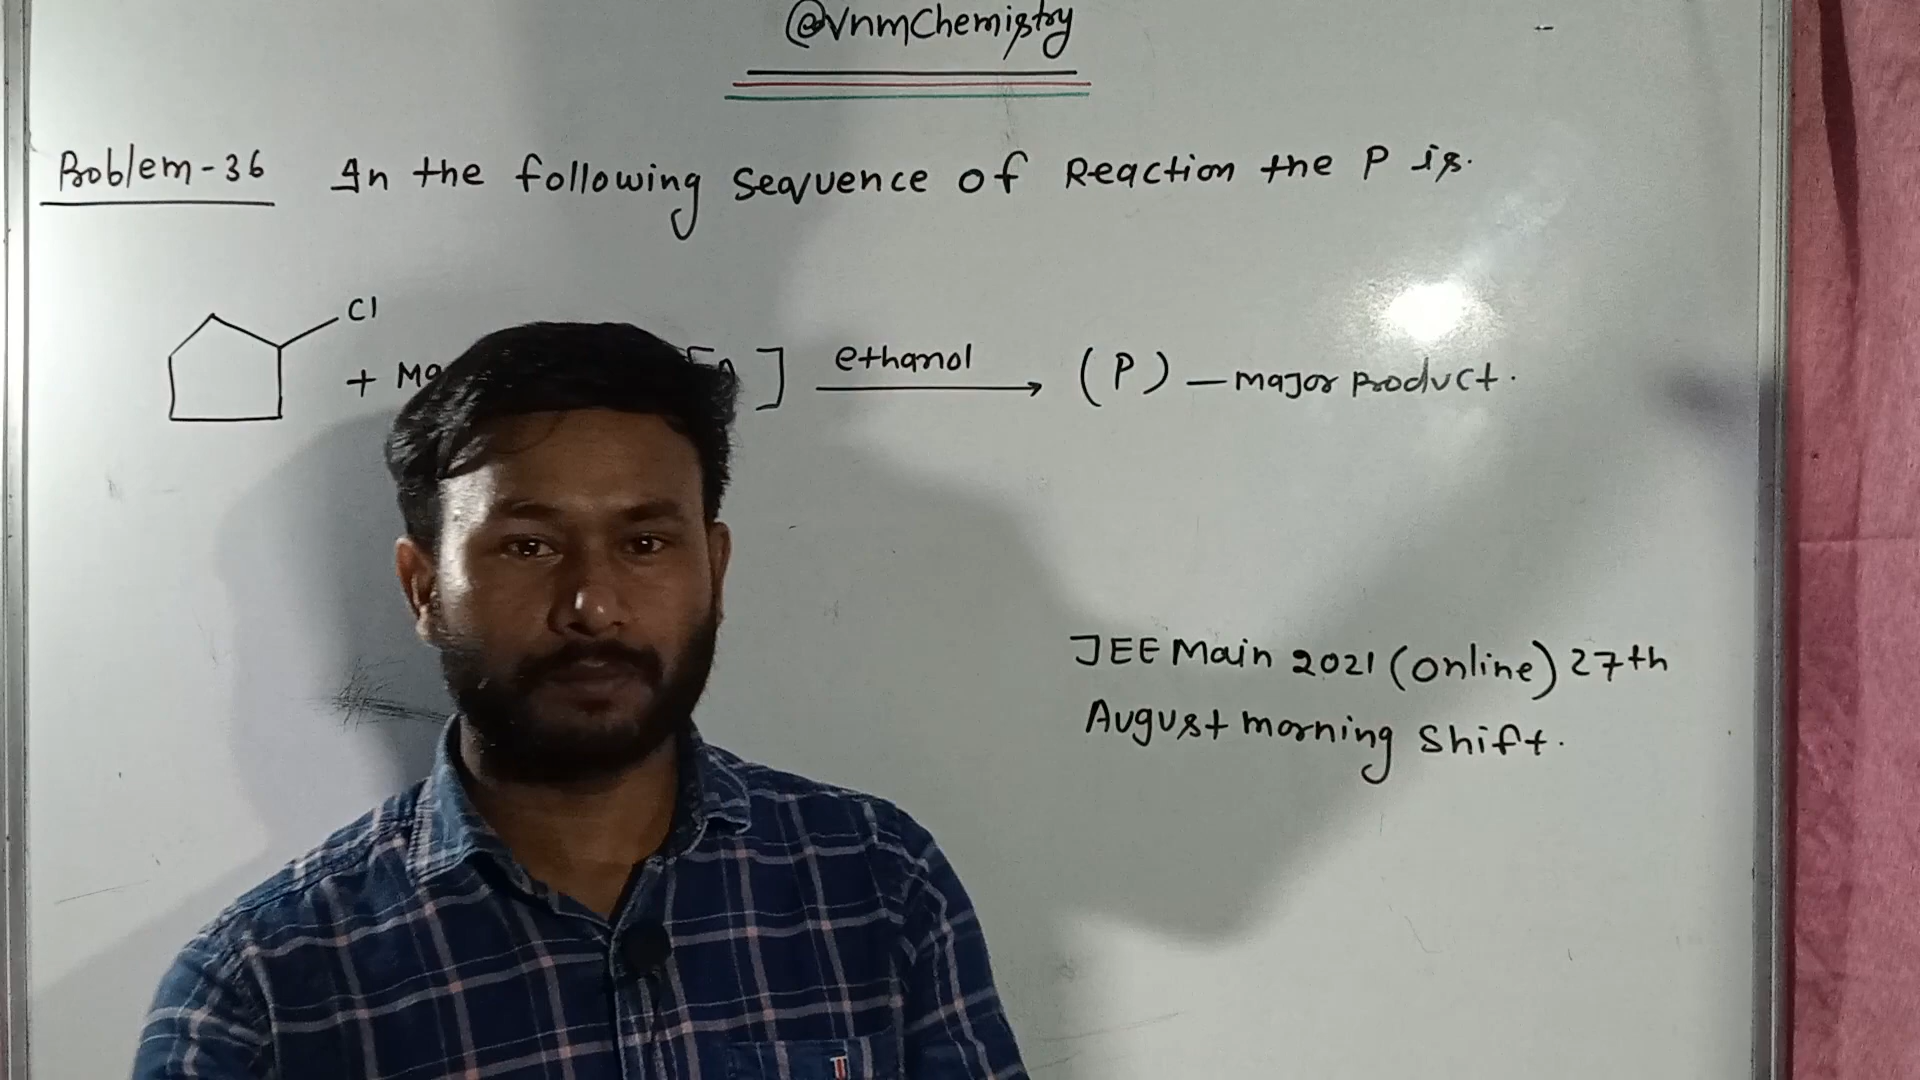 @VnmChemistry
Problem-36 In the following Sequence of Reaction the P is.
Cl
+ Mg ] ethanol (P) - major product.
JEE Main 2021 (Online) 27th
August morning Shift.